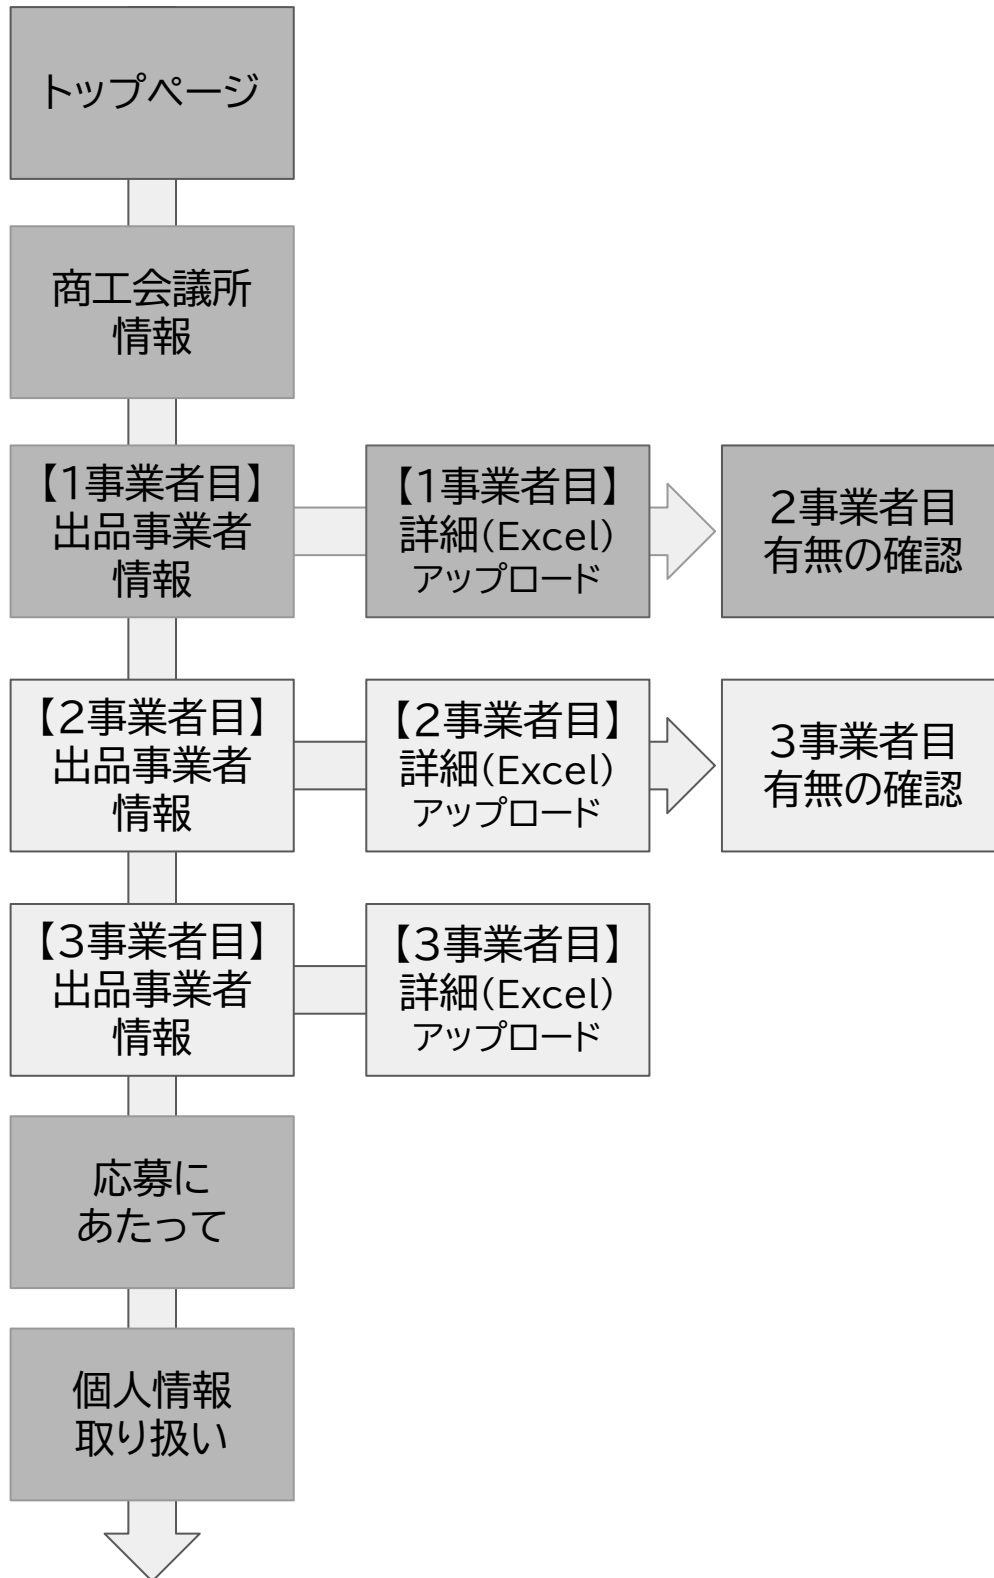 トップページ
商工会議所
情報
【1事業者目】
出品事業者
情報
【1事業者目】
詳細(Excel)
アップロード
2事業者目
有無の確認
【2事業者目】
出品事業者
情報
【2事業者目】
詳細(Excel)
アップロード
3事業者目
有無の確認
【3事業者目】
出品事業者
情報
【3事業者目】
詳細(Excel)
アップロード
応募に
あたって
個人情報
取り扱い